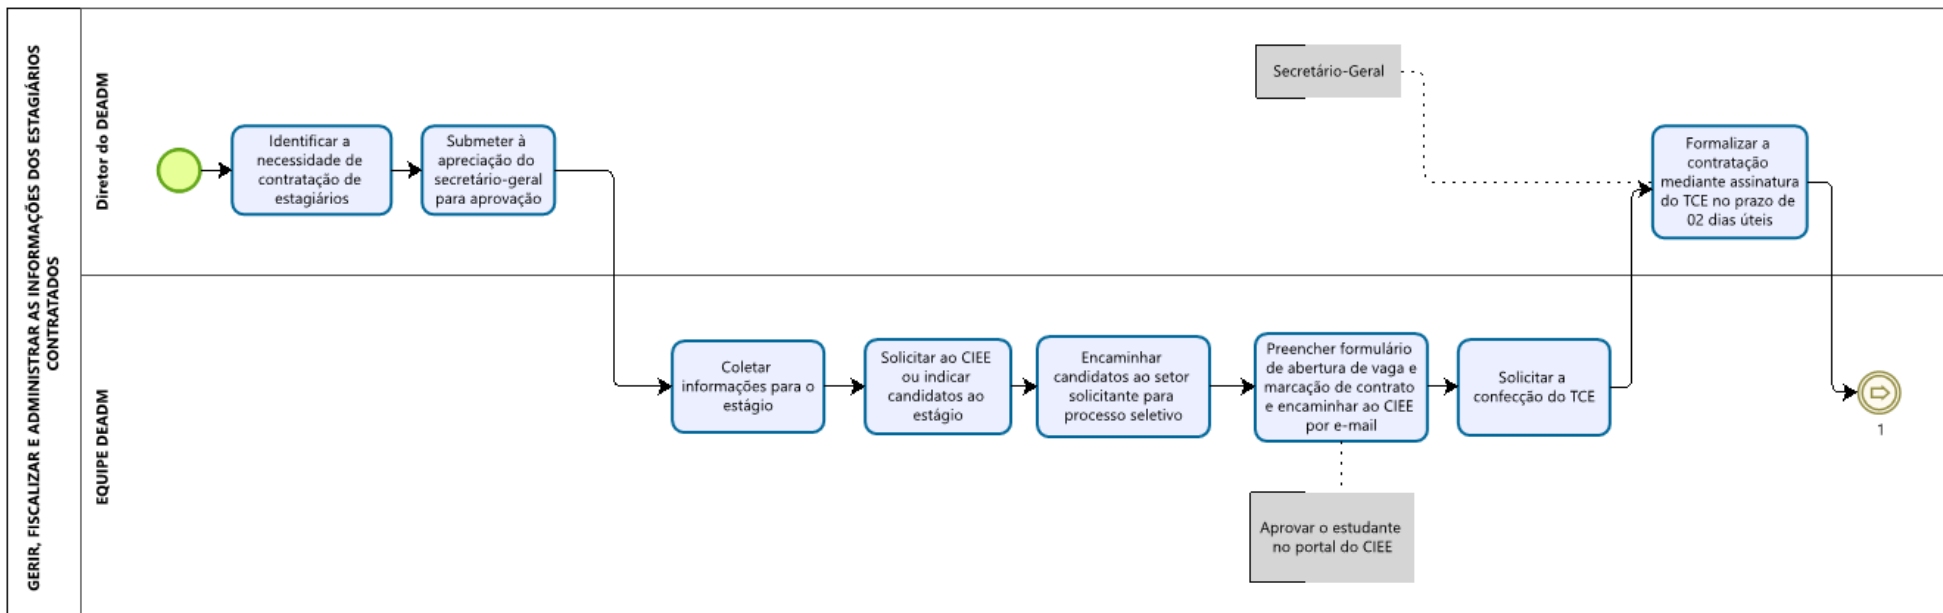 GERIR, FISCALIZAR E ADMINISTRAR AS INFORMAÇÕES DOS ESTAGIÁRIOS
CONTRATADOS
Diretor do DEADM
Identificar a
necessidade de
contratação de
estagiários
Submeter à
apreciação do
secretário-geral
para aprovação
Secretário-Geral
Formalizar a
contratação
mediante assinatura
do TCE no prazo de
02 dias úteis
EQUIPE DEADM
Coletar
informações para o
estágio
Solicitar ao CIEE
ou indicar
candidatos ao
estágio
Encaminhar
candidatos ao setor
solicitante para
processo seletivo
Preencher formulário
de abertura de vaga e
marcação de contrato
e encaminhar ao CIEE
por e-mail
Solicitar a
confecção do TCE
1
Aprovar o estudante
no portal do CIEE